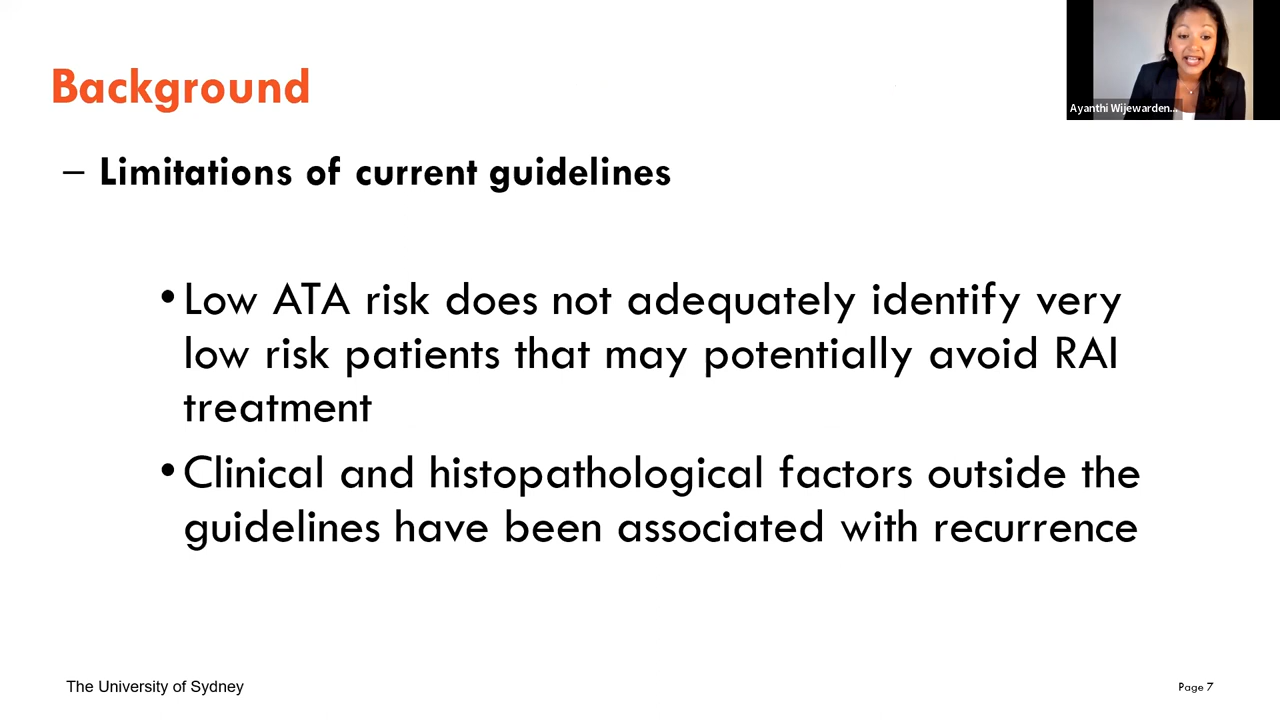 Background
Ayanthi Wijewarden...
– Limitations of current guidelines
• Low ATA risk does not adequately identify very
low risk patients that may potentially avoid RAI
treatment
• Clinical and histopathological factors outside the
guidelines have been associated with recurrence
The University of Sydney
Page 7